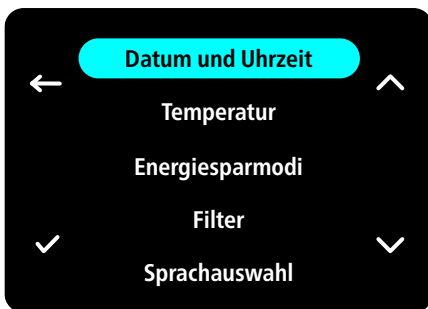 Datum und Uhrzeit
Temperatur
Energiesparmodi
Filter
Sprachauswahl